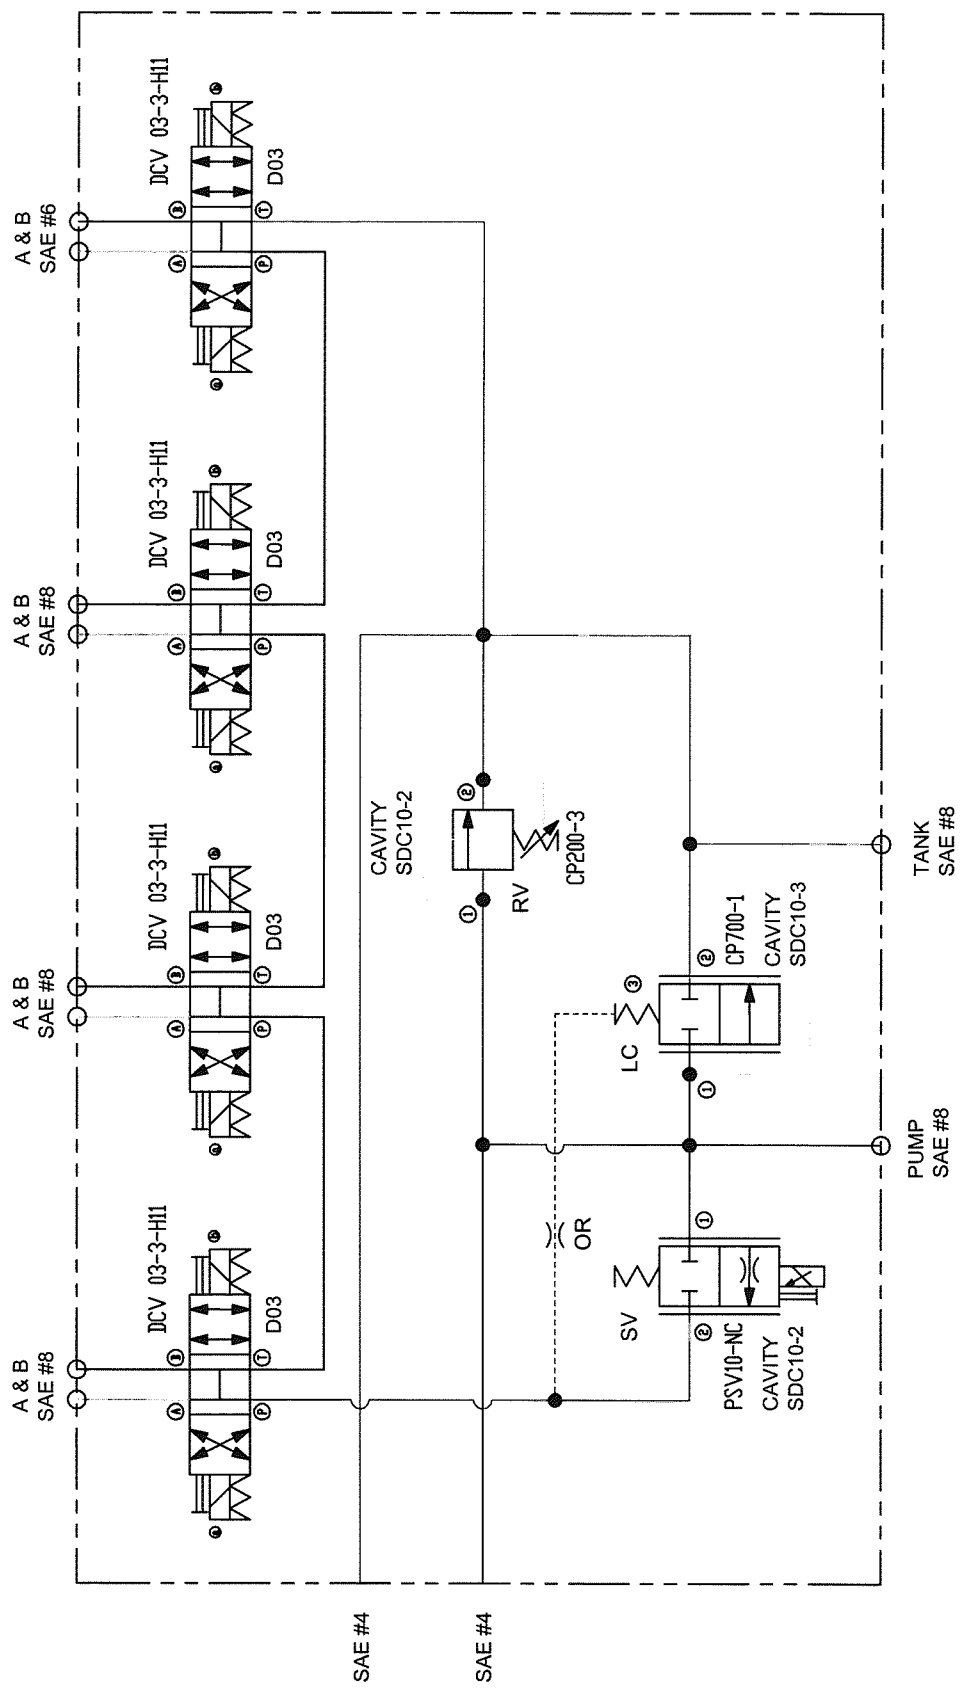 A & B
SAE #8
A & B
SAE #8
A & B
SAE #8
A & B
SAE #6
DCV 03-3-H11
DCV 03-3-H11
DCV 03-3-H11
DCV 03-3-H11
a
A
B
b
a
A
B
b
a
A
B
b
a
A
B
b
P
T
D03
P
T
D03
P
T
D03
P
T
D03
SAE #4
SAE #4
CAVITY
SDC10-2
1
2
RV
CP200-3
OR
SV
1
2
PSV10-NC
CAVITY
SDC10-2
LC
3
1
2
CP700-1
CAVITY
SDC10-3
PUMP
SAE #8
TANK
SAE #8